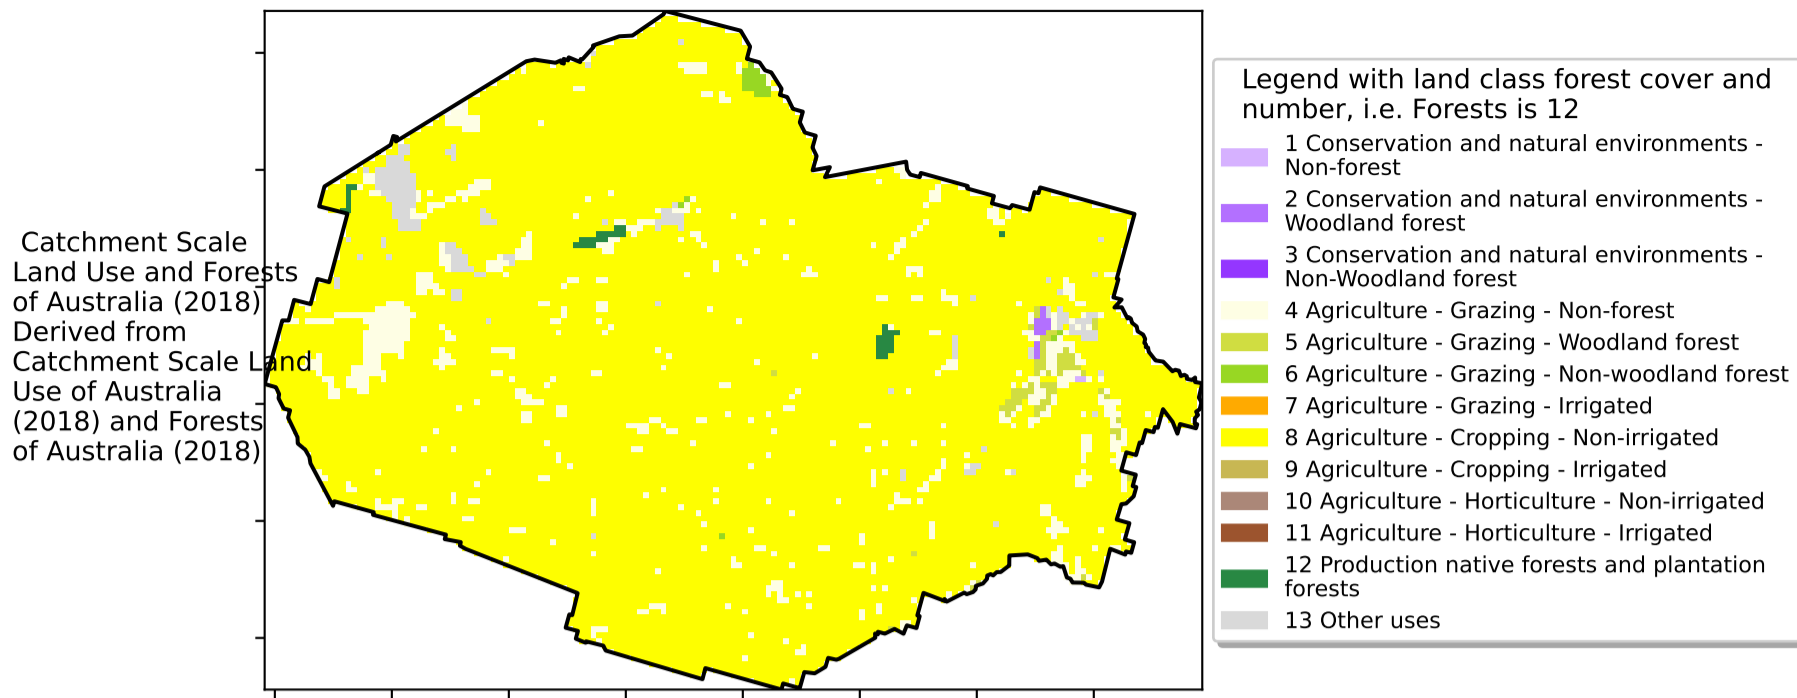 Catchment Scale
Land Use and Forests
of Australia (2018)
Derived from
Catchment Scale Land
Use of Australia
(2018) and Forests
of Australia (2018)
Legend with land class forest cover and
number, i.e. Forests is 12
1 Conservation and natural environments -
Non-forest
2 Conservation and natural environments -
Woodland forest
3 Conservation and natural environments -
Non-Woodland forest
4 Agriculture - Grazing - Non-forest
5 Agriculture - Grazing - Woodland forest
6 Agriculture - Grazing - Non-woodland forest
7 Agriculture - Grazing - Irrigated
8 Agriculture - Cropping - Non-irrigated
9 Agriculture - Cropping - Irrigated
10 Agriculture - Horticulture - Non-irrigated
11 Agriculture - Horticulture - Irrigated
12 Production native forests and plantation
forests
13 Other uses